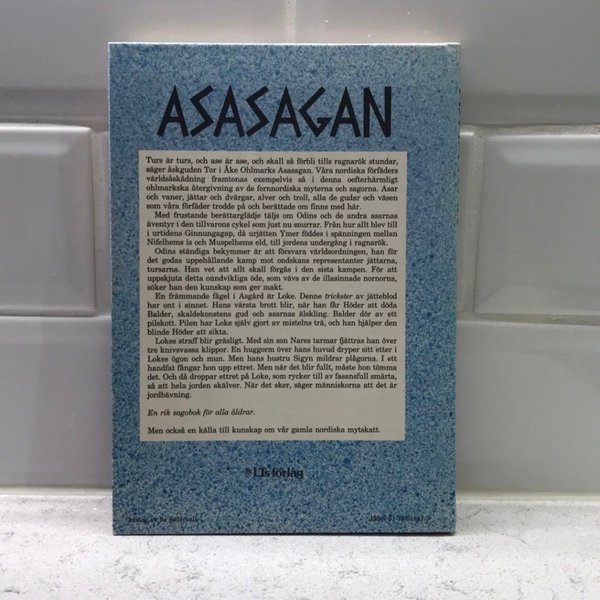 ASASAGAN
Turs är turs, och ase är ase, och skall så förbli tills ragnarök stundar,
säger åskguden Tor i Åke Ohlmarks Asasagan. Våra nordiska förfäders
världsåskådning framtonas exempelvis så i denna oefterhärmligt
ohlmarkska återgivning av de fornnordiska myterna och sagorna. Asar
och vaner, jättar och dvärgar, alver och troll, alla de gudar och väsen
som våra förfäder trodde på och berättade om finns med här.
Med frustande berättarglädje täljs om Odins och de andra asarnas
äventyr i den tillvarons cykel som just nu snurrar. Från hur allt blev till
i urtidens Ginnungagap, då urjätten Ymer föddes i spänningen mellan
Nifelhems is och Muspelhems eld, till jordens undergång i ragnarök.
Odins ständiga bekymmer är att försvara världsordningen, han för
det godas uppehållande kamp mot ondskans representanter jättarna,
tursarna. Han vet att allt skall förgås i den sista kampen. För att
uppskjuta detta oundvikliga öde, som vävs av de illasinnade nornorna,
söker han den kunskap som ger makt.
En främmande fågel i Asgård är Loke. Denne trickster av jätteblod
har ont i sinnet. Hans värsta brott blir, när han får Höder att döda
Balder, skaldekonstens gud och asarnas älskling. Balder dör av ett
pilskott. Pilen har Loke själv gjort av mistelns trä, och han hjälper den
blinde Höder att sikta.
Lokes straff blir gräsligt. Med sin son Nares tarmar fjättras han över
tre knivsvassa klippor. En huggorm över hans huvud dryper sitt etter i
Lokes ögon och mun. Men hans hustru Sigyn mildrar plågorna. I ett
handfat fångar hon upp ettret. Men när det blir fullt, måste hon tömma
det. Och då droppar ettret på Loke, som rycker till av fasansfull smärta,
så att hela jorden skälver. När det sker, säger människorna att det är
jordbävning.
En rik sagobok för alla åldrar.
Men också en källa till kunskap om vår gamla nordiska mytskatt.
LTs förlag
Omslag av Bo
ISBN